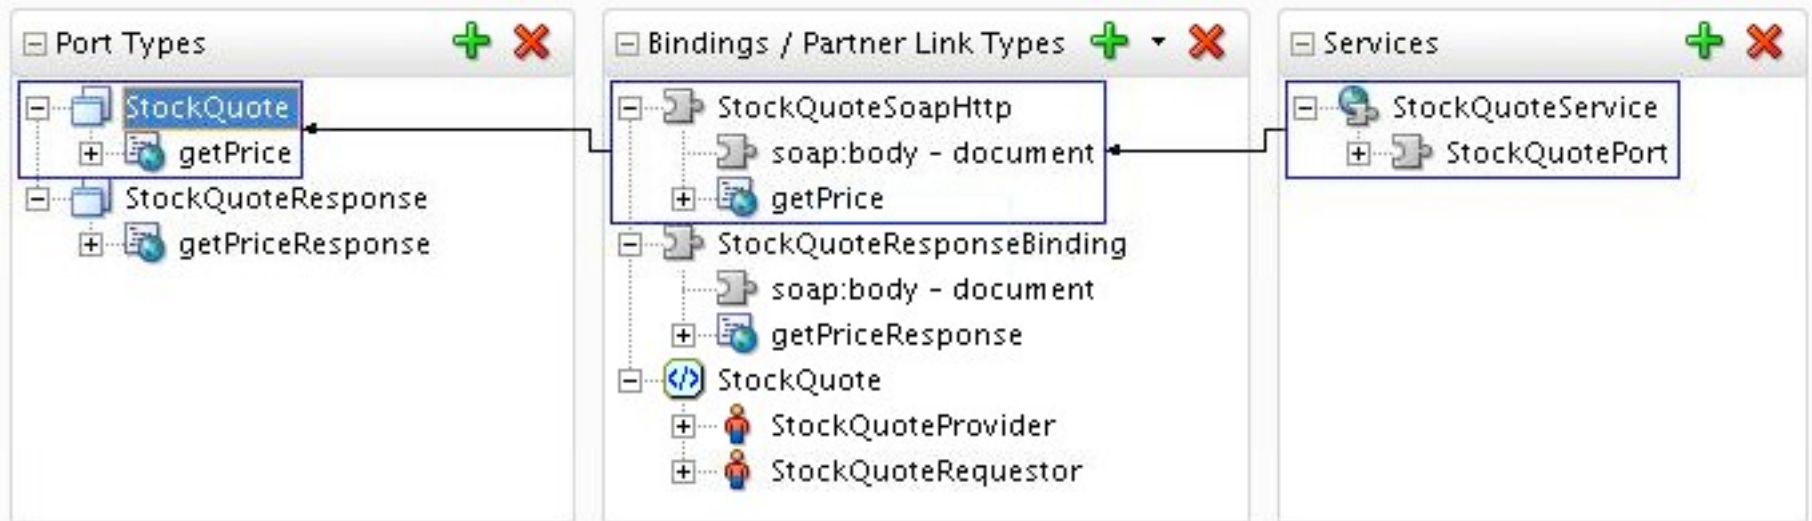 Port Types
StockQuote
getPrice
StockQuoteResponse
getPriceResponse
Bindings / Partner Link Types
StockQuoteSoapHttp
soap:body - document
getPrice
StockQuoteResponseBinding
soap:body - document
getPriceResponse
StockQuote
StockQuoteProvider
StockQuoteRequestor
Services
StockQuoteService
StockQuotePort